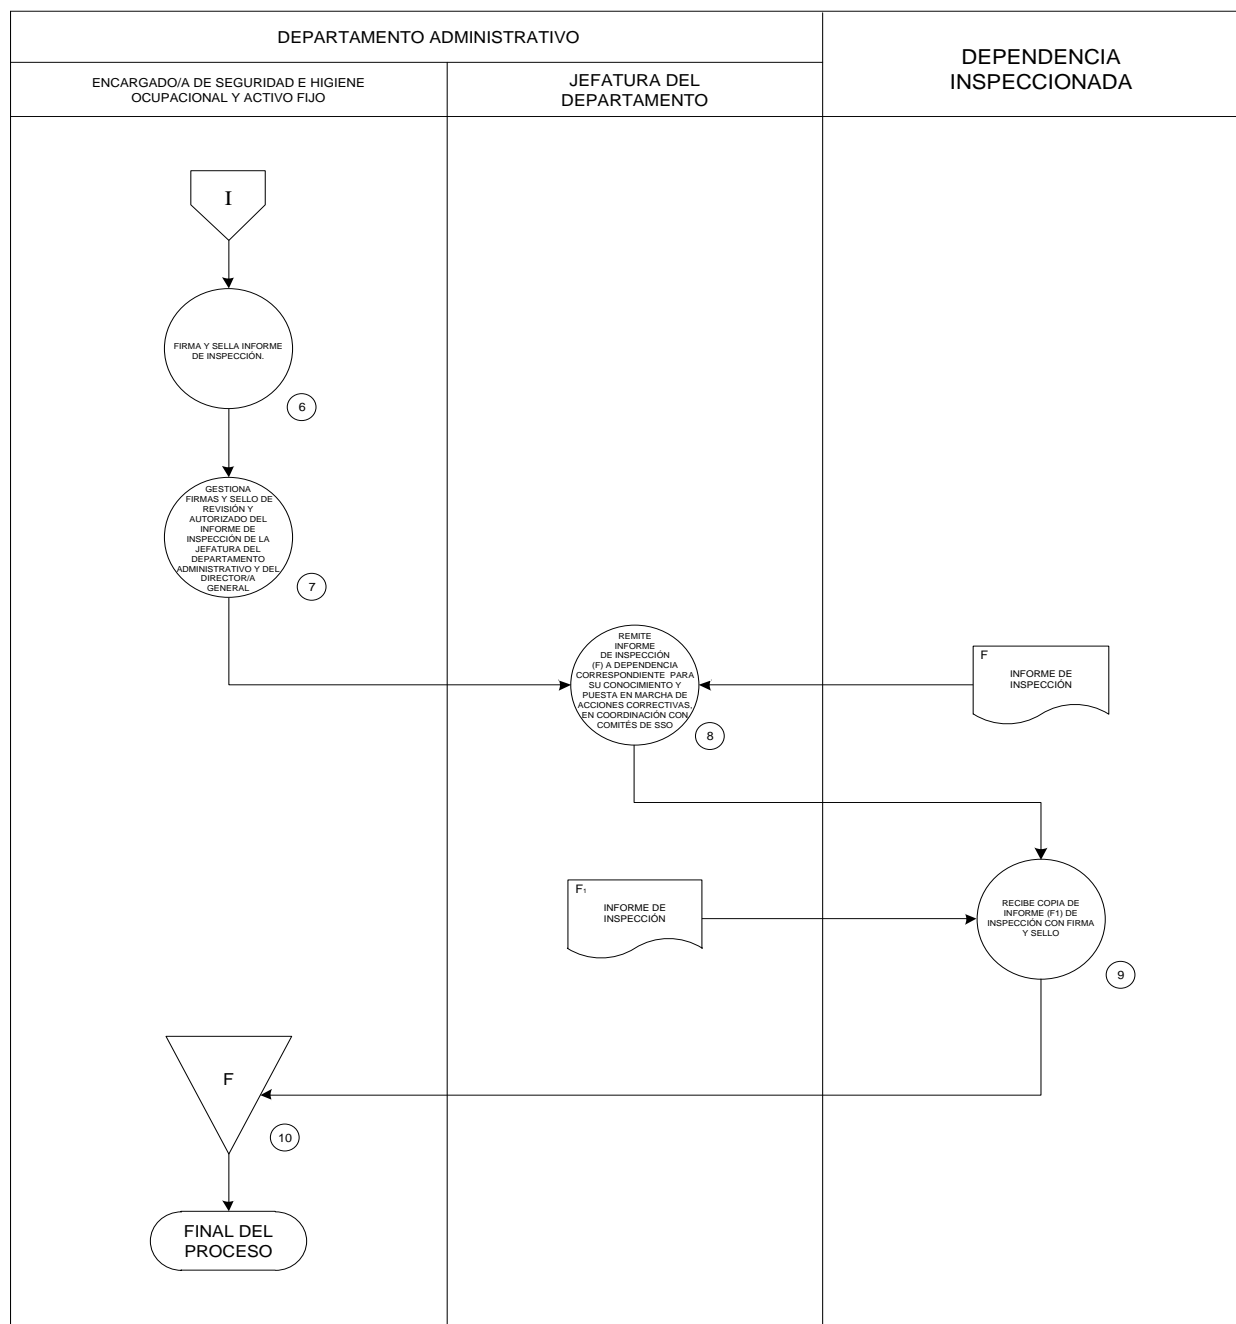 DEPARTAMENTO ADMINISTRATIVO
DEPENDENCIA
INSPECCIONADA
ENCARGADO/A DE SEGURIDAD E HIGIENE
OCUPACIONAL Y ACTIVO FIJO
JEFATURA DEL
DEPARTAMENTO
I
FIRMA Y SELLA INFORME
DE INSPECCIÓN.
6
GESTIONA
FIRMAS Y SELLO DE
REVISIÓN Y
AUTORIZADO DEL
INFORME DE
INSPECCIÓN DE LA
JEFATURA DEL
DEPARTAMENTO
ADMINISTRATIVO Y DEL
DIRECTOR/A
GENERAL
7
REMITE
INFORME
DE INSPECCIÓN
(F) A DEPENDENCIA
CORRESPONDIENTE PARA
SU CONOCIMIENTO Y
PUESTA EN MARCHA DE
ACCIONES CORRECTIVAS,
EN COORDINACIÓN CON
COMITÉS DE SSO
8
F
INFORME DE
INSPECCIÓN
F1
INFORME DE
INSPECCIÓN
RECIBE COPIA DE
INFORME (F1) DE
INSPECCIÓN CON FIRMA
Y SELLO
9
F
10
FINAL DEL
PROCESO